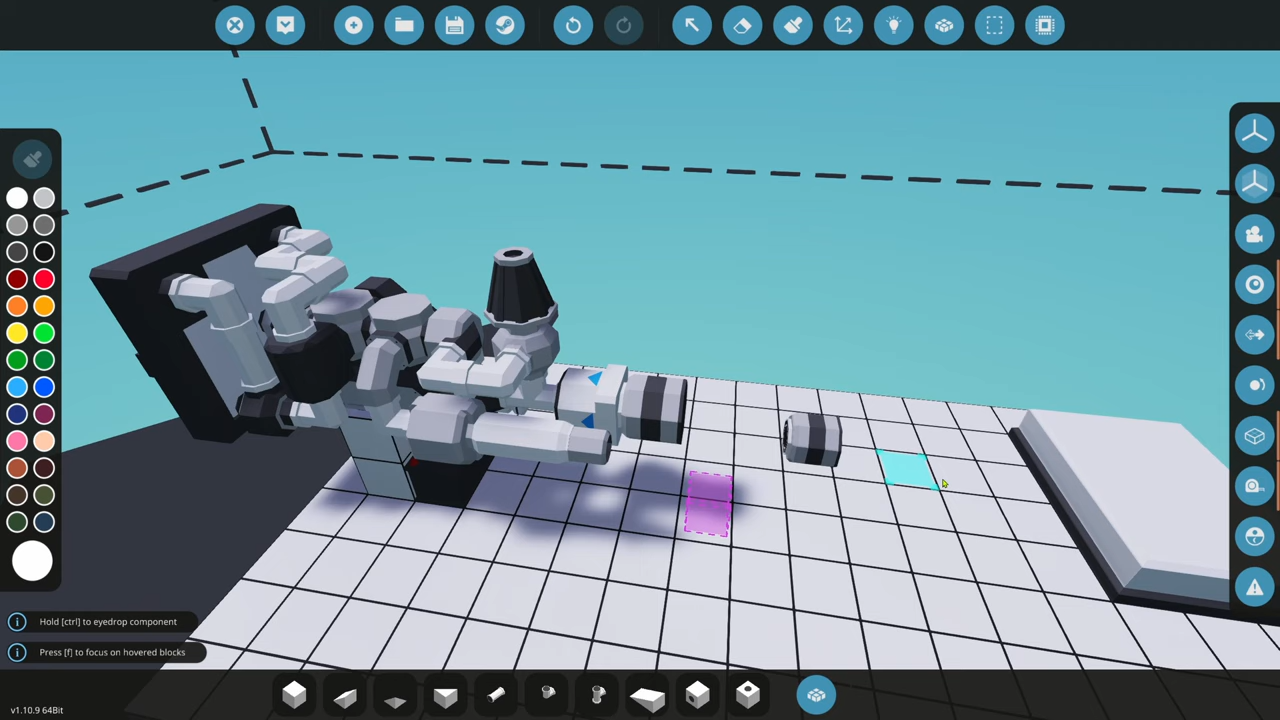 Hold [ctrl] to eyedrop component
Press [f] to focus on hovered blocks
v1.10.9 64Bit